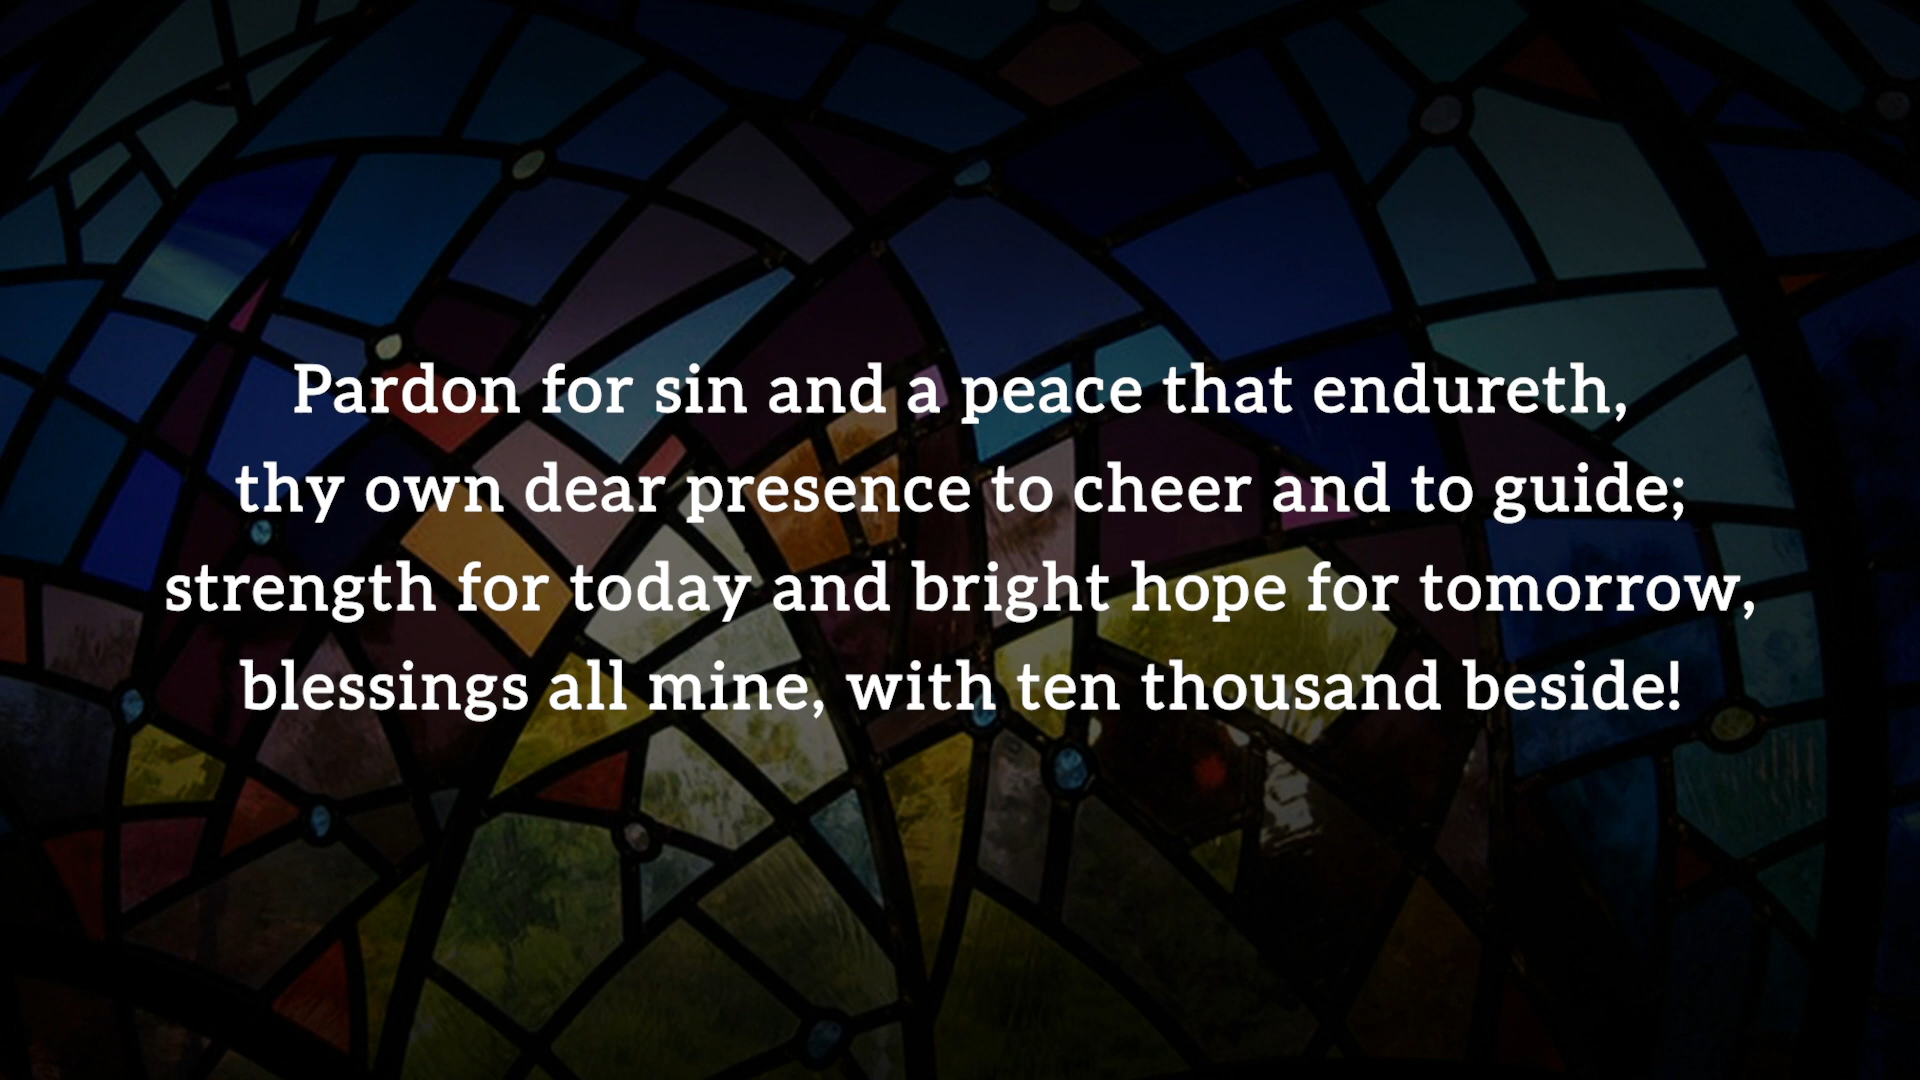 Pardon for sin and a peace that endureth,
thy own dear presence to cheer and to guide;
strength for today and bright hope for tomorrow,
blessings all mine, with ten thousand beside!